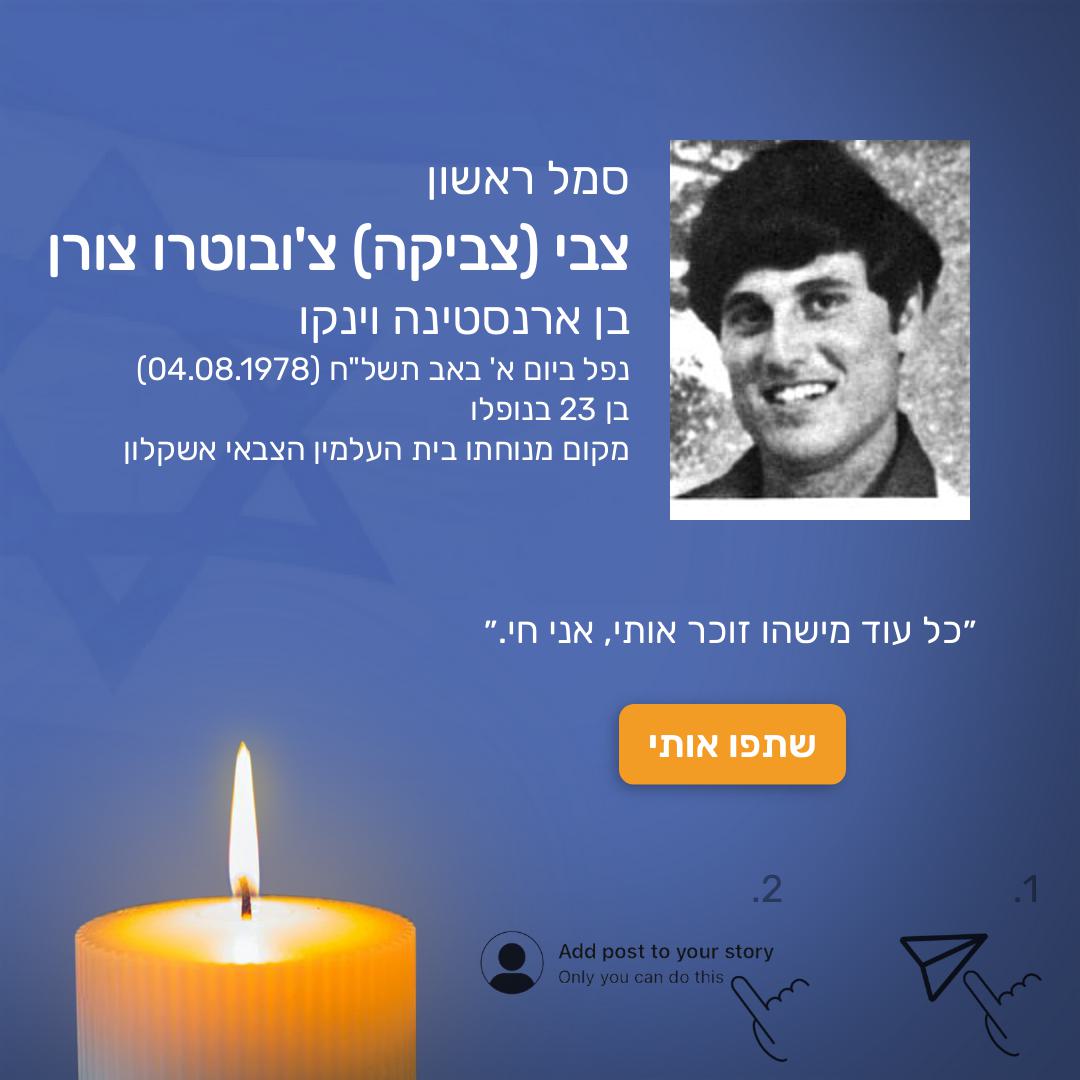 סמל ראשון
צבי (צביקה) צ'ובוטרו צורן
בן ארנסטינה וינקו
נפל ביום א' באב תשל"ח (04.08.1978)
בן 23 בנופלו
מקום מנוחתו בית העלמין הצבאי אשקלון
״כל עוד מישהו זוכר אותי, אני חי.״
שתפו אותי
.1
.2
Add post to your story
Only you can do this